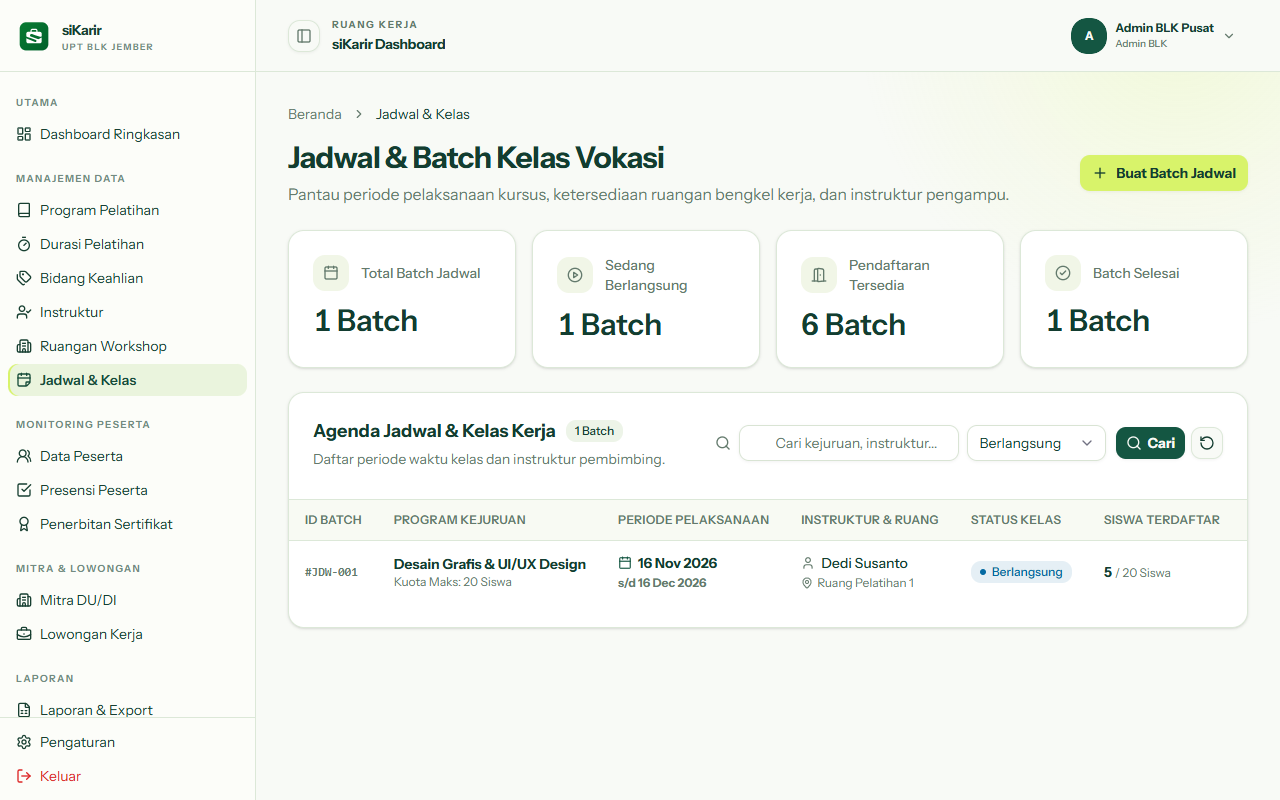 siKarir
UPT BLK JEMBER
UTAMA
Dashboard Ringkasan
MANAJEMEN DATA
Program Pelatihan
Durasi Pelatihan
Bidang Keahlian
Instruktur
Ruangan Workshop
Jadwal & Kelas
MONITORING PESERTA
Data Peserta
Presensi Peserta
Penerbitan Sertifikat
MITRA & LOWONGAN
Mitra DU/DI
Lowongan Kerja
LAPORAN
Laporan & Export
Pengaturan
Keluar
RUANG KERJA
siKarir Dashboard
A
Admin BLK Pusat
Admin BLK
Beranda > Jadwal & Kelas
Jadwal & Batch Kelas Vokasi
Pantau periode pelaksanaan kursus, ketersediaan ruangan bengkel kerja, dan instruktur pengampu.
+ Buat Batch Jadwal
Total Batch Jadwal
1 Batch
Sedang
Berlangsung
1 Batch
Pendaftaran
Tersedia
6 Batch
Batch Selesai
1 Batch
Agenda Jadwal & Kelas Kerja 1 Batch
Daftar periode waktu kelas dan instruktur pembimbing.
Cari kejuruan, instruktur... Berlangsung Cari
ID BATCH PROGRAM KEJURUAN PERIODE PELAKSANAAN INSTRUKTUR & RUANG STATUS KELAS SISWA TERDAFTAR
#JDW-001 Desain Grafis & UI/UX Design 16 Nov 2026 Dedi Susanto Berlangsung 5 / 20 Siswa
Kuota Maks: 20 Siswa s/d 16 Dec 2026 Ruang Pelatihan 1